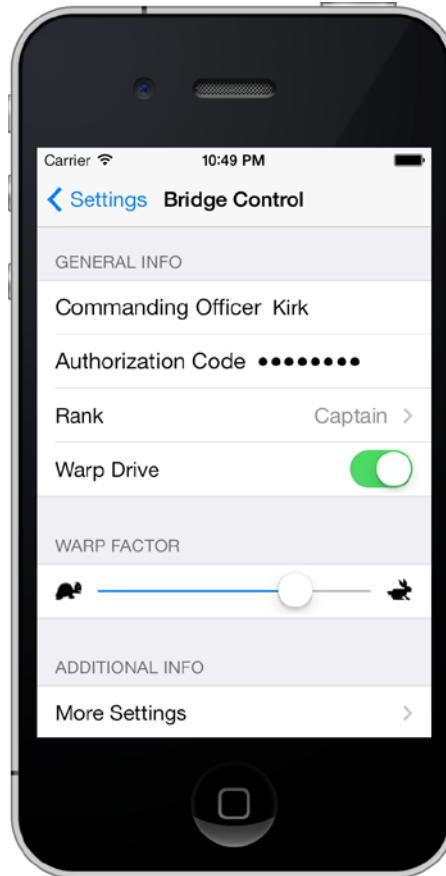 Carrier 10:49 PM
Settings Bridge Control
GENERAL INFO
Commanding Officer Kirk
Authorization Code ••••••••
Rank Captain
Warp Drive
WARP FACTOR
ADDITIONAL INFO
More Settings